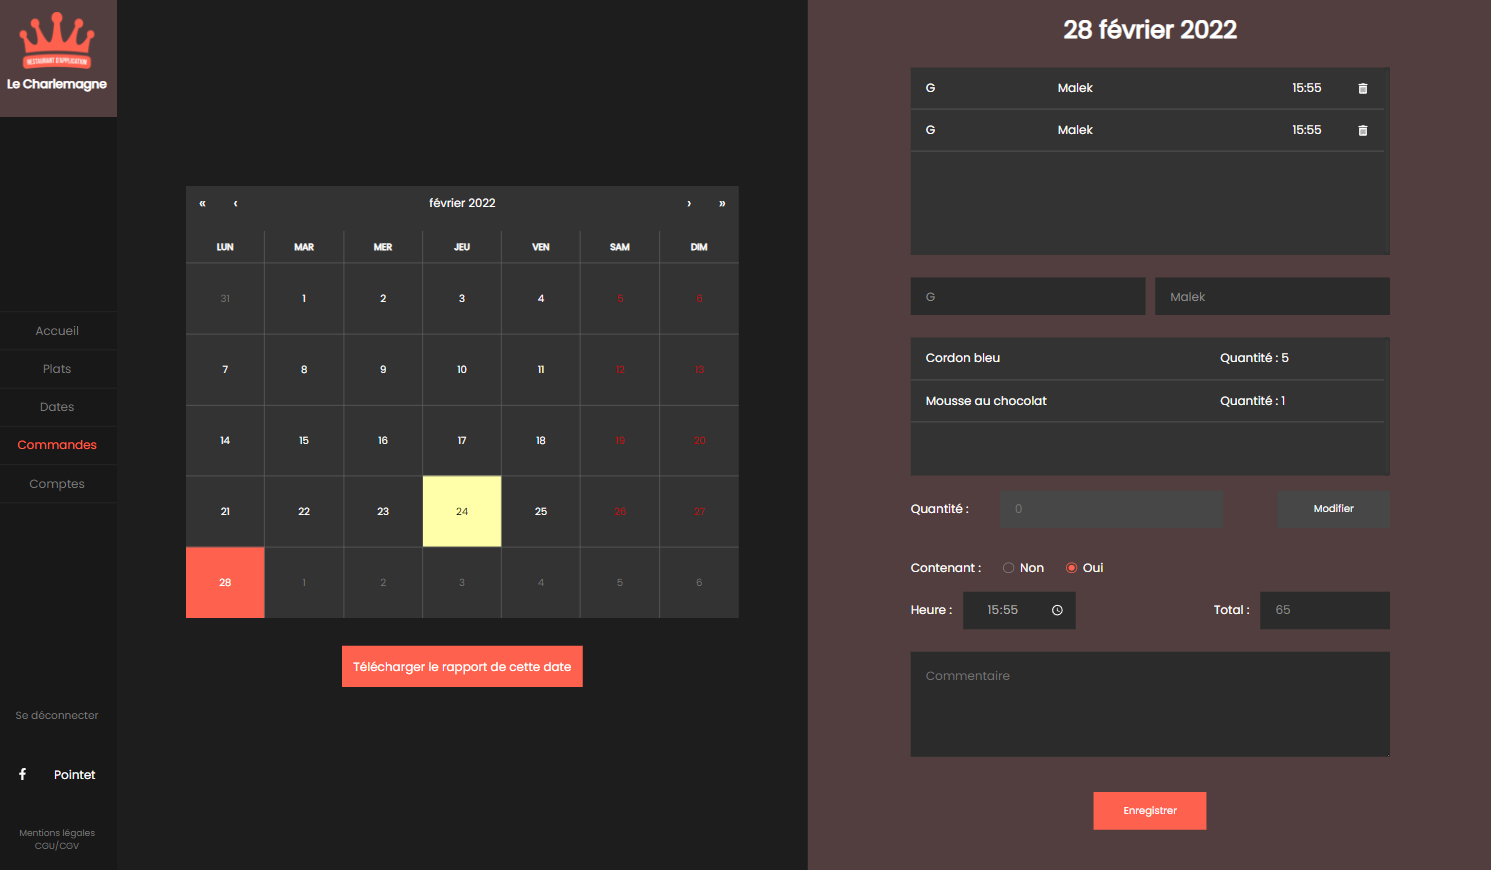 RESTAURANT D'APPLICATION
Le Charlemagne
Accueil
Plats
Dates
Commandes
Comptes
Se déconnecter
Pointet
Mentions légales
CGU/CGV
« ‹ février 2022 › »
LUN MAR MER JEU VEN SAM DIM
31 1 2 3 4 5 6
7 8 9 10 11 12 13
14 15 16 17 18 19 20
21 22 23 24 25 26 27
28 1 2 3 4 5 6
Télécharger le rapport de cette date
28 février 2022
G Malek 15:55
G Malek 15:55
G Malek
Cordon bleu Quantité : 5
Mousse au chocolat Quantité : 1
Quantité : 0 Modifier
Contenant : Non Oui
Heure : 15:55 Total : 65
Commentaire
Enregistrer